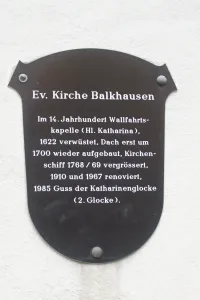 Ev. Kirche Balkhausen
Im 14. Jahrhundert Wallfahrts-
kapelle (Hl. Katharina),
1622 verwüstet, Dach erst um
1700 wieder aufgebaut, Kirchen-
schiff 1768/69 vergrössert,
1910 und 1967 renoviert,
1985 Guss der Katharinenglocke
(2. Glocke).